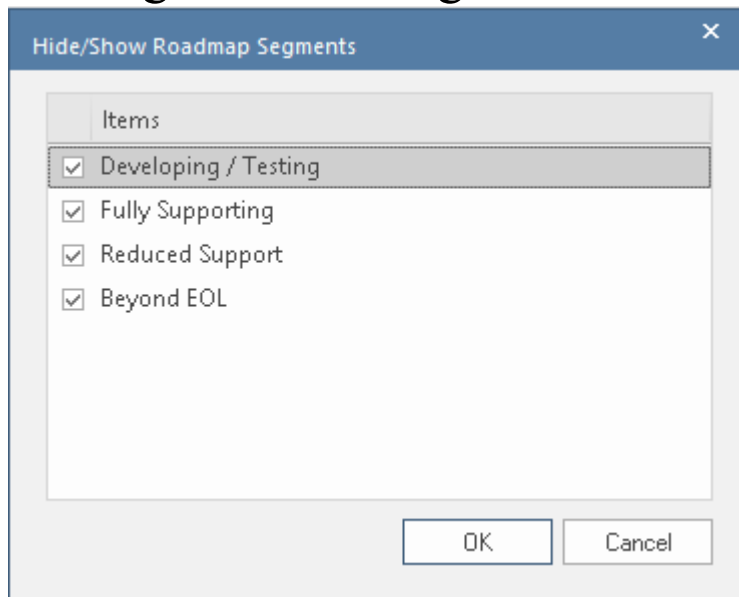 Hide/Show Roadmap Segments
Items
Developing / Testing
Fully Supporting
Reduced Support
Beyond EOL
OK Cancel